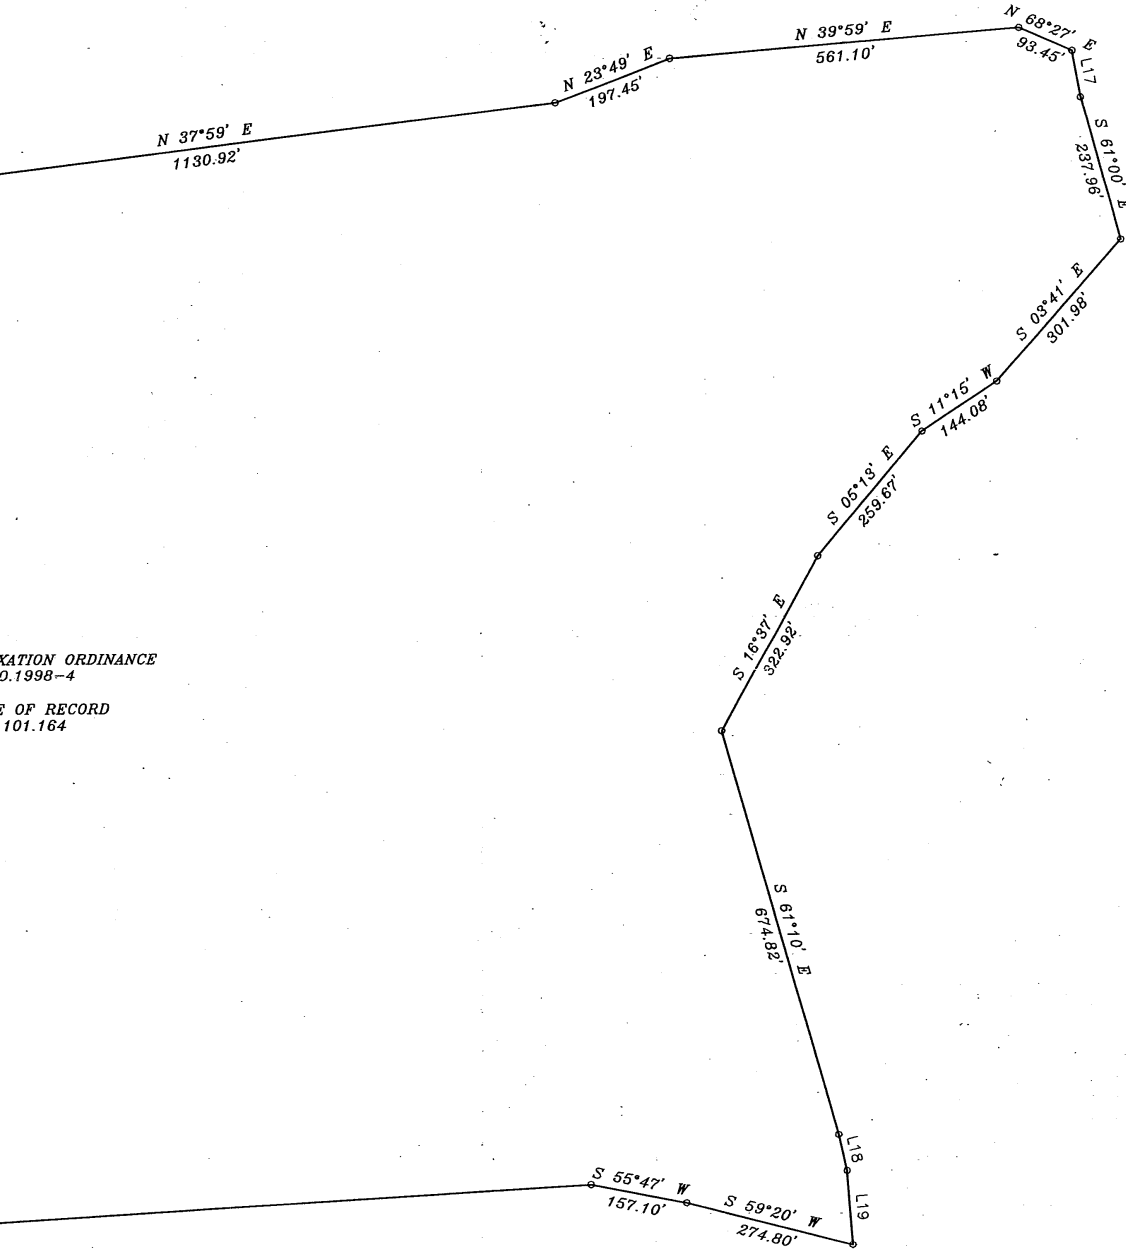 N 68°27' E
93.45'
N 39°59' E
561.10'
N 23°49' E
197.45'
N 37°59' E
1130.92'
L17
S 61°00' E
237.96'
S 03°41' E
301.98'
S 11°15' W
144.08'
S 05°13' E
259.67'
S 16°37' E
322.92'
XATION ORDINANCE
O.1998-4
E OF RECORD
101.164
S 61°10' E
674.82'
L18
L19
S 55°47' W
157.10'
S 59°20' W
274.80'